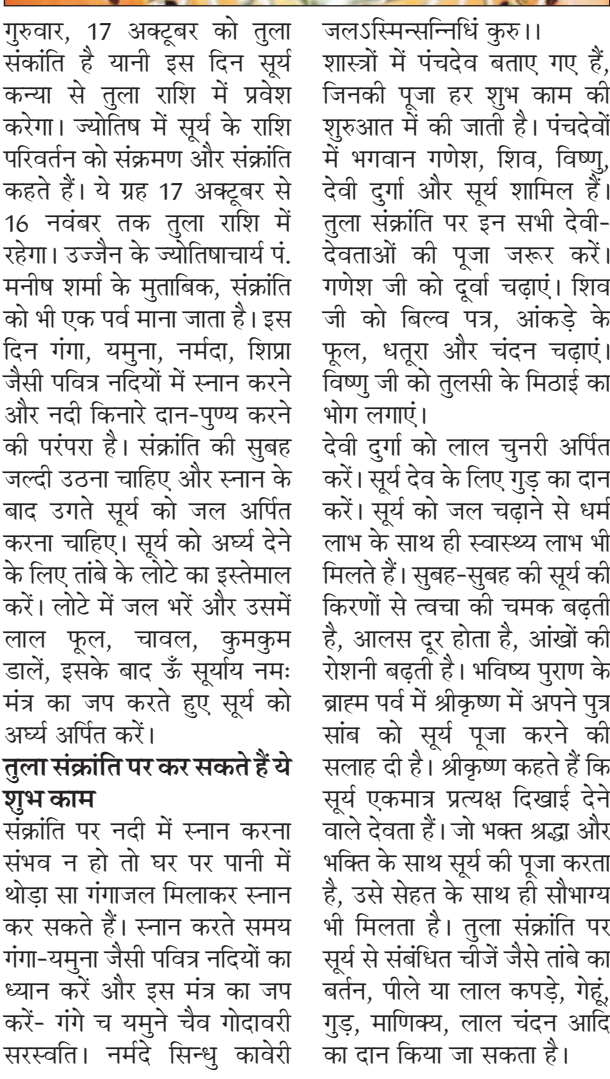 गुरुवार, 17 अक्टूबर को तुला
संकांति है यानी इस दिन सूर्य
कन्या से तुला राशि में प्रवेश
करेगा। ज्योतिष में सूर्य के राशि
परिवर्तन को संक्रमण और संक्रांति
कहते हैं। ये ग्रह 17 अक्टूबर से
16 नवंबर तक तुला राशि में
रहेगा। उज्जैन के ज्योतिषाचार्य पं.
मनीष शर्मा के मुताबिक, संक्रांति
को भी एक पर्व माना जाता है। इस
दिन गंगा, यमुना, नर्मदा, शिप्रा
जैसी पवित्र नदियों में स्नान करने
और नदी किनारे दान-पुण्य करने
की परंपरा है। संक्रांति की सुबह
जल्दी उठना चाहिए और स्नान के
बाद उगते सूर्य को जल अर्पित
करना चाहिए। सूर्य को अर्घ्य देने
के लिए तांबे के लोटे का इस्तेमाल
करें। लोटे में जल भरें और उसमें
लाल फूल, चावल, कुमकुम
डालें, इसके बाद ऊँ सूर्याय नमः
मंत्र का जप करते हुए सूर्य को
अर्घ्य अर्पित करें।
तुला संक्रांति पर कर सकते हैं ये
शुभ काम
संक्रांति पर नदी में स्नान करना
संभव न हो तो घर पर पानी में
थोड़ा सा गंगाजल मिलाकर स्नान
कर सकते हैं। स्नान करते समय
गंगा-यमुना जैसी पवित्र नदियों का
ध्यान करें और इस मंत्र का जप
करें- गंगे च यमुने चैव गोदावरी
सरस्वति। नर्मदे सिन्धु कावेरी
जलऽस्मिन्सन्निधिं कुरु।।
शास्त्रों में पंचदेव बताए गए हैं,
जिनकी पूजा हर शुभ काम की
शुरुआत में की जाती है। पंचदेवों
में भगवान गणेश, शिव, विष्णु,
देवी दुर्गा और सूर्य शामिल हैं।
तुला संक्रांति पर इन सभी देवी-
देवताओं की पूजा जरूर करें।
गणेश जी को दूर्वा चढ़ाएं। शिव
जी को बिल्व पत्र, आंकड़े के
फूल, धतूरा और चंदन चढ़ाएं।
विष्णु जी को तुलसी के मिठाई का
भोग लगाएं।
देवी दुर्गा को लाल चुनरी अर्पित
करें। सूर्य देव के लिए गुड़ का दान
करें। सूर्य को जल चढ़ाने से धर्म
लाभ के साथ ही स्वास्थ्य लाभ भी
मिलते हैं। सुबह-सुबह की सूर्य की
किरणों से त्वचा की चमक बढ़ती
है, आलस दूर होता है, आंखों की
रोशनी बढ़ती है। भविष्य पुराण के
ब्राह्म पर्व में श्रीकृष्ण में अपने पुत्र
सांब को सूर्य पूजा करने की
सलाह दी है। श्रीकृष्ण कहते हैं कि
सूर्य एकमात्र प्रत्यक्ष दिखाई देने
वाले देवता हैं। जो भक्त श्रद्धा और
भक्ति के साथ सूर्य की पूजा करता
है, उसे सेहत के साथ ही सौभाग्य
भी मिलता है। तुला संक्रांति पर
सूर्य से संबंधित चीजें जैसे तांबे का
बर्तन, पीले या लाल कपड़े, गेहूं,
गुड़, माणिक्य, लाल चंदन आदि
का दान किया जा सकता है।